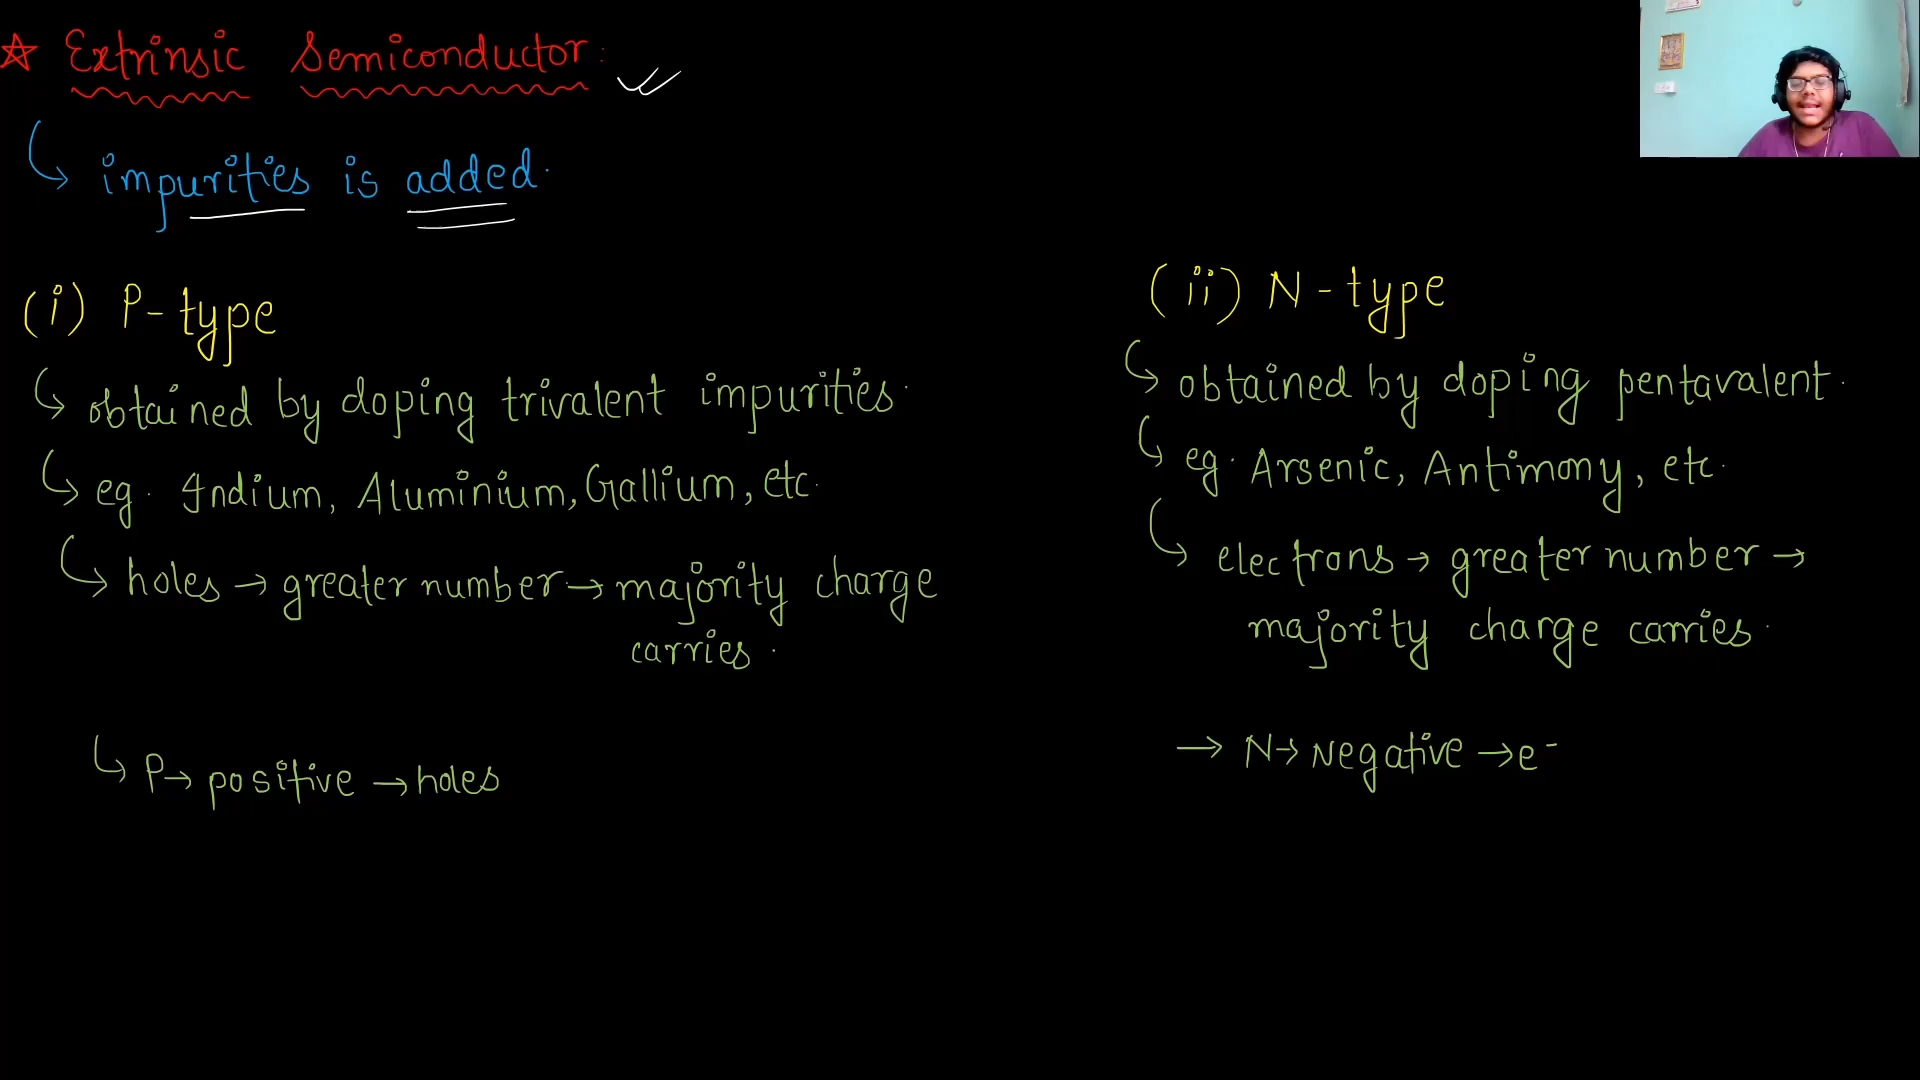 ☆ Extrinsic Semiconductor:
impurities is added.
(i) P-type
↳ obtained by doping trivalent impurities.
↳ eg. Indium, Aluminium, Gallium, etc.
↳ holes → greater number → majority charge
carries.
↳ P → positive → holes
(ii) N-type
↳ obtained by doping pentavalent.
↳ eg. Arsenic, Antimony, etc.
↳ electrons → greater number →
majority charge carries.
→ N → Negative → e⁻